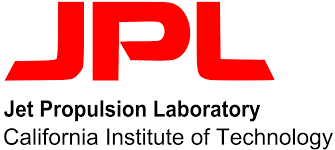 JPL
Jet Propulsion Laboratory
California Institute of Technology